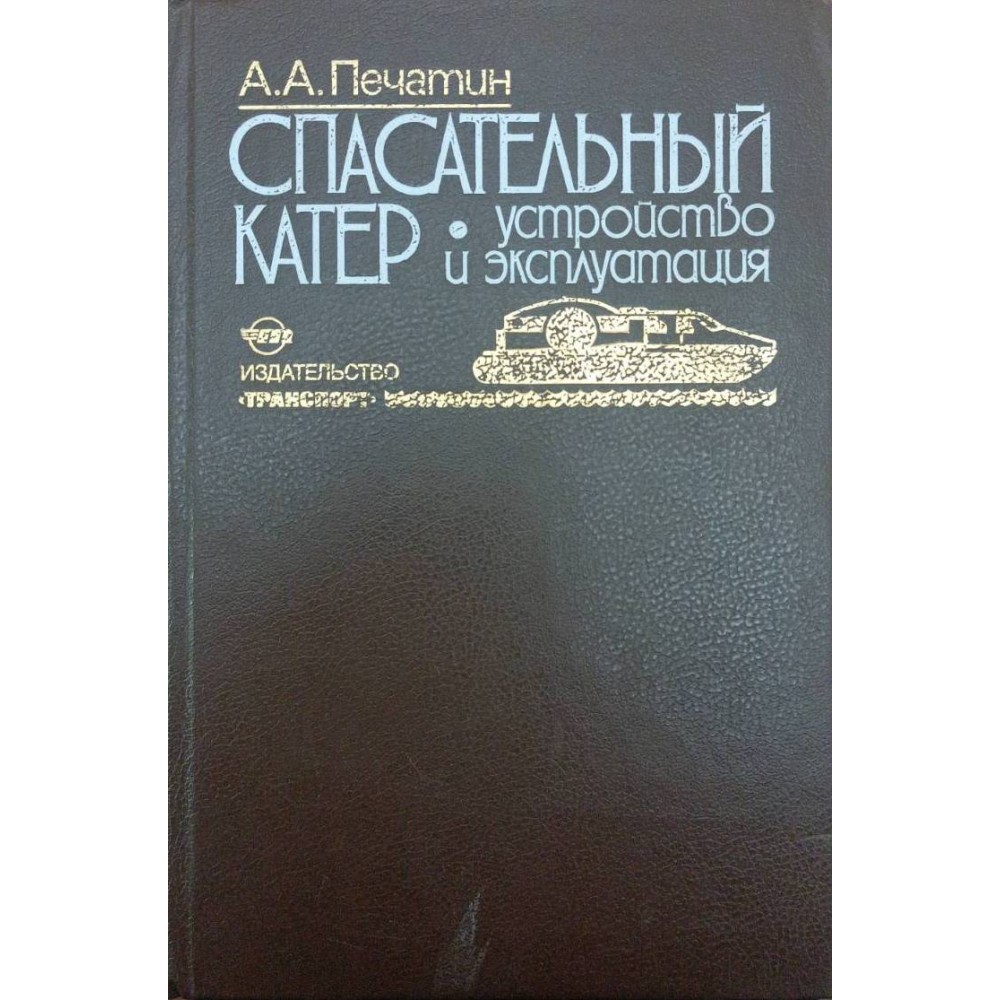 А.А.Печатин
СПАСАТЕЛЬНЫЙ
КАТЕР • устройство
и эксплуатация
ИЗДАТЕЛЬСТВО
«ТРАНСПОРТ»